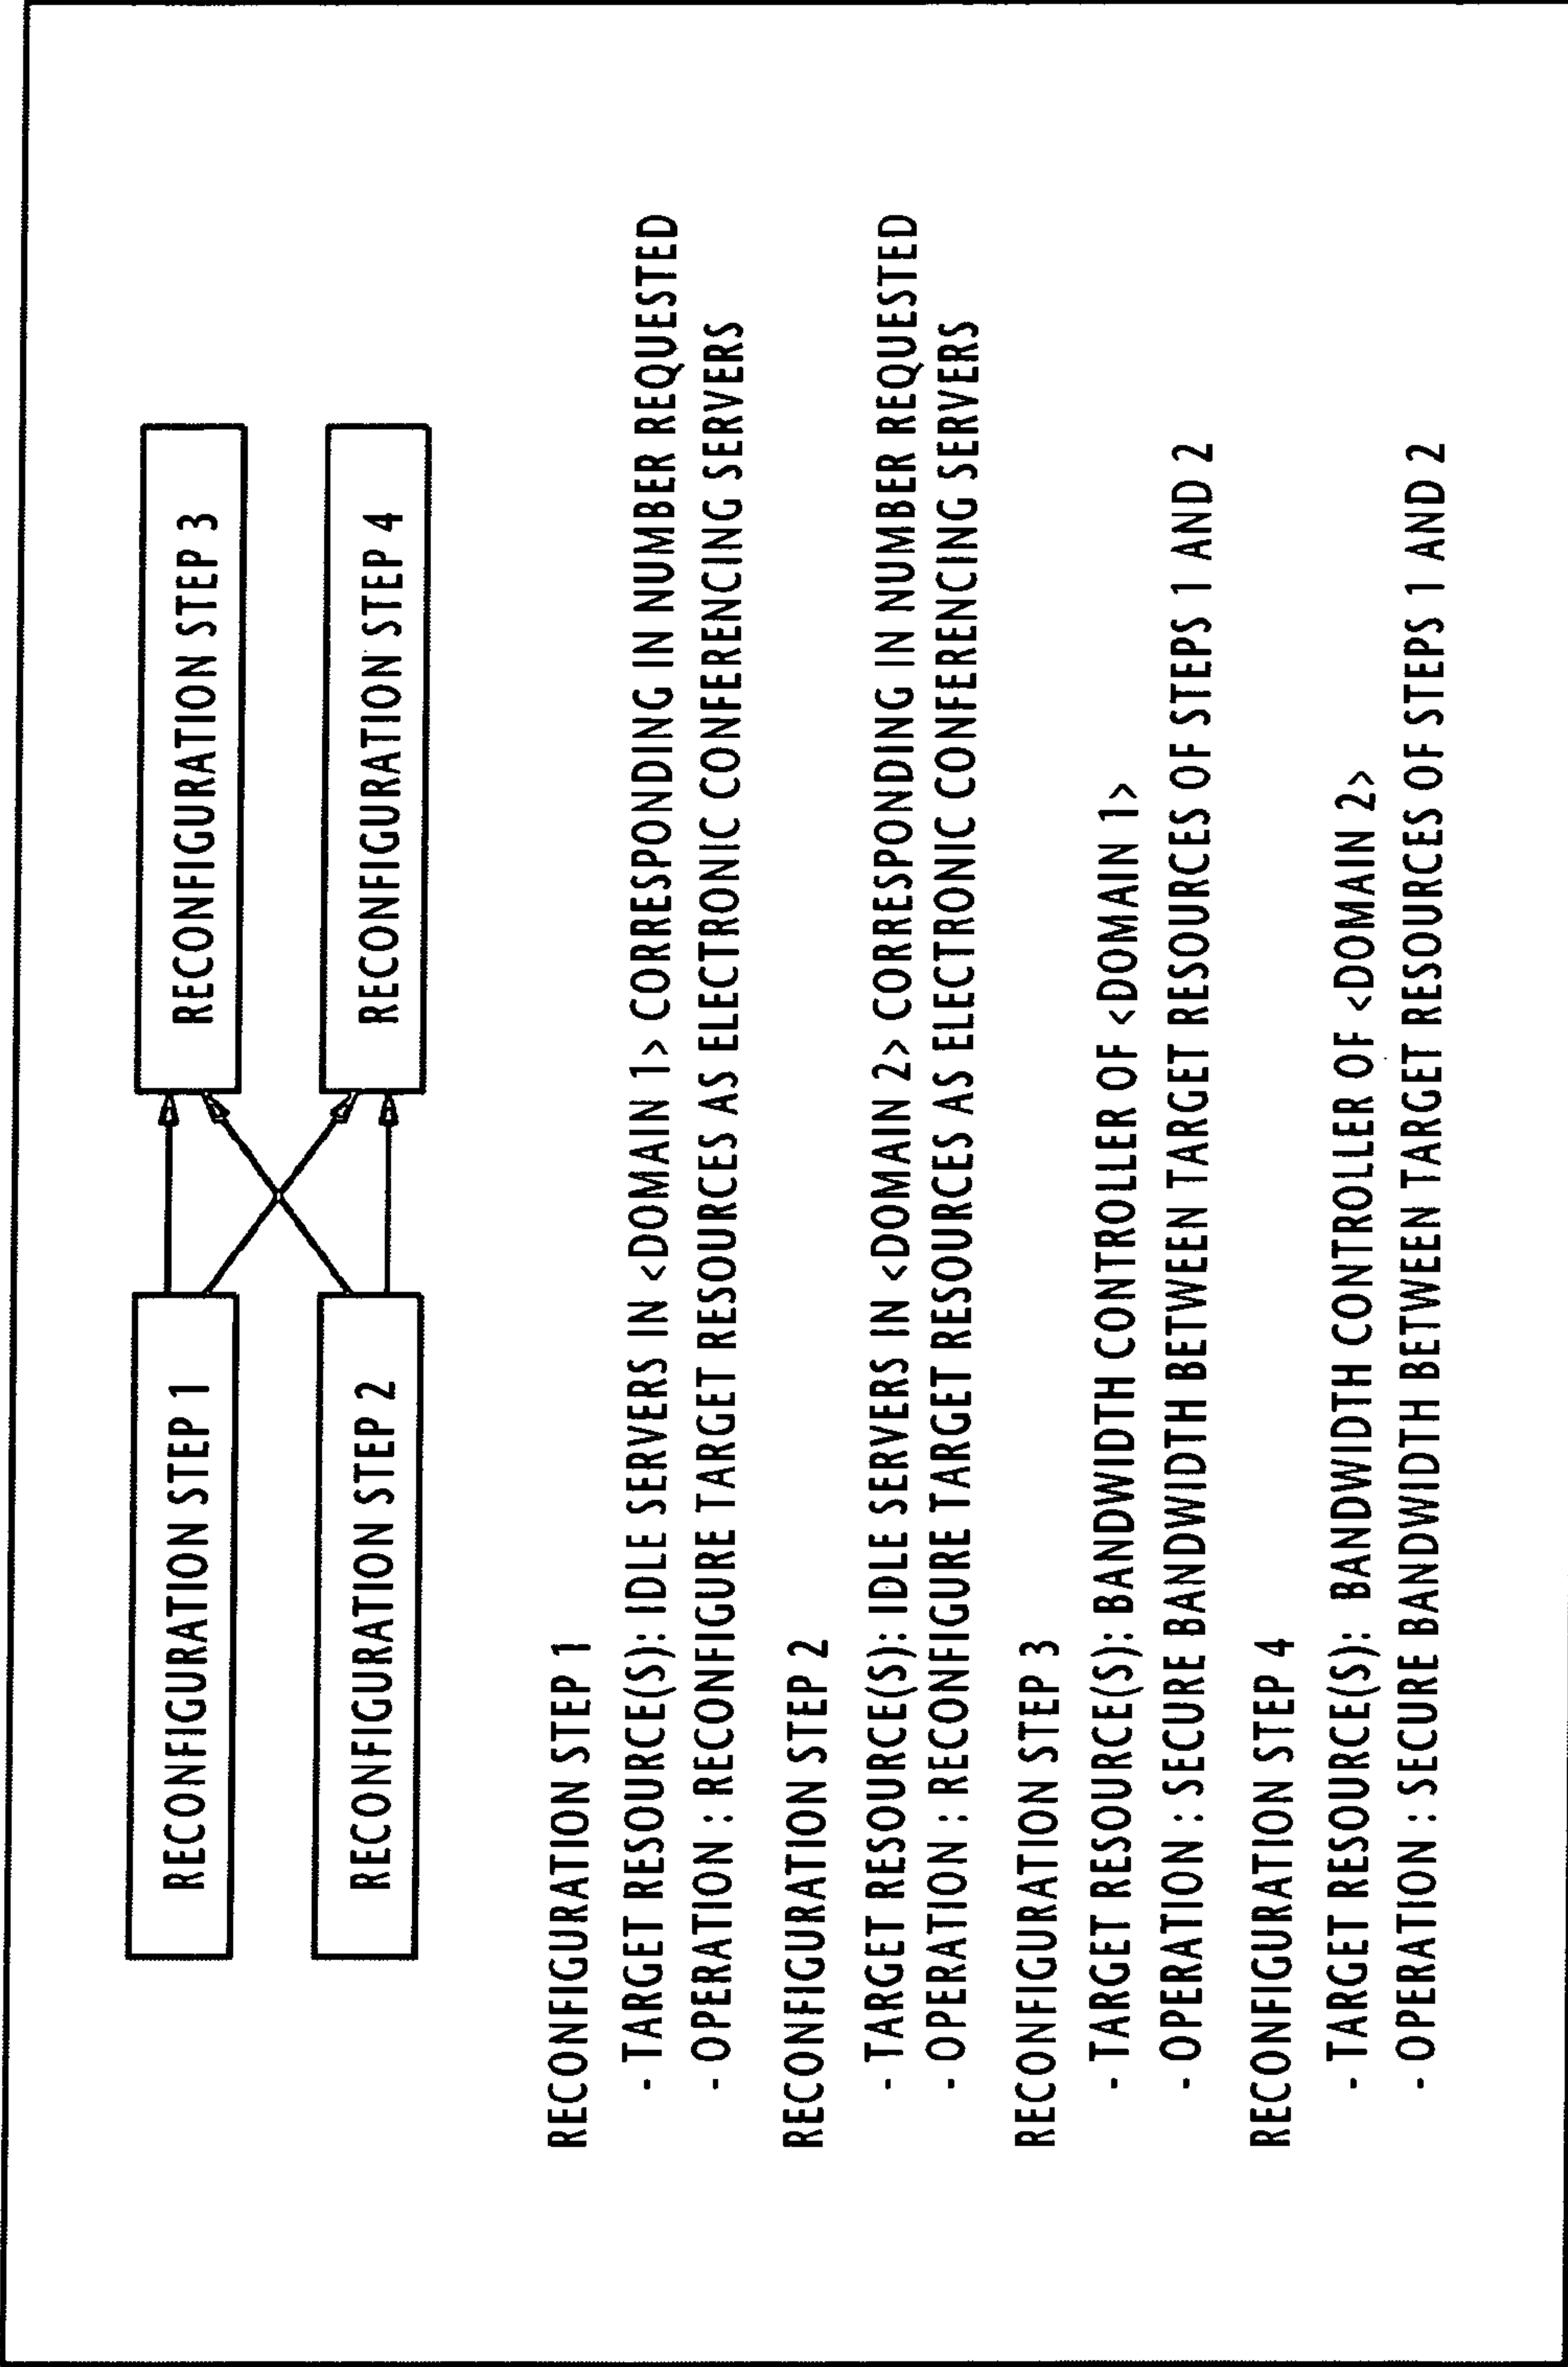 RECONFIGURATION STEP 1
RECONFIGURATION STEP 3
RECONFIGURATION STEP 2
RECONFIGURATION STEP 4
RECONFIGURATION STEP 1
- TARGET RESOURCE(S): IDLE SERVERS IN <DOMAIN 1> CORRESPONDING IN NUMBER REQUESTED
- OPERATION : RECONFIGURE TARGET RESOURCES AS ELECTRONIC CONFERENCING SERVERS
RECONFIGURATION STEP 2
- TARGET RESOURCE(S): IDLE SERVERS IN <DOMAIN 2> CORRESPONDING IN NUMBER REQUESTED
- OPERATION : RECONFIGURE TARGET RESOURCES AS ELECTRONIC CONFERENCING SERVERS
RECONFIGURATION STEP 3
- TARGET RESOURCE(S): BANDWIDTH CONTROLLER OF <DOMAIN 1>
- OPERATION : SECURE BANDWIDTH BETWEEN TARGET RESOURCES OF STEPS 1 AND 2
RECONFIGURATION STEP 4
- TARGET RESOURCE(S): BANDWIDTH CONTROLLER OF <DOMAIN 2>
- OPERATION : SECURE BANDWIDTH BETWEEN TARGET RESOURCES OF STEPS 1 AND 2